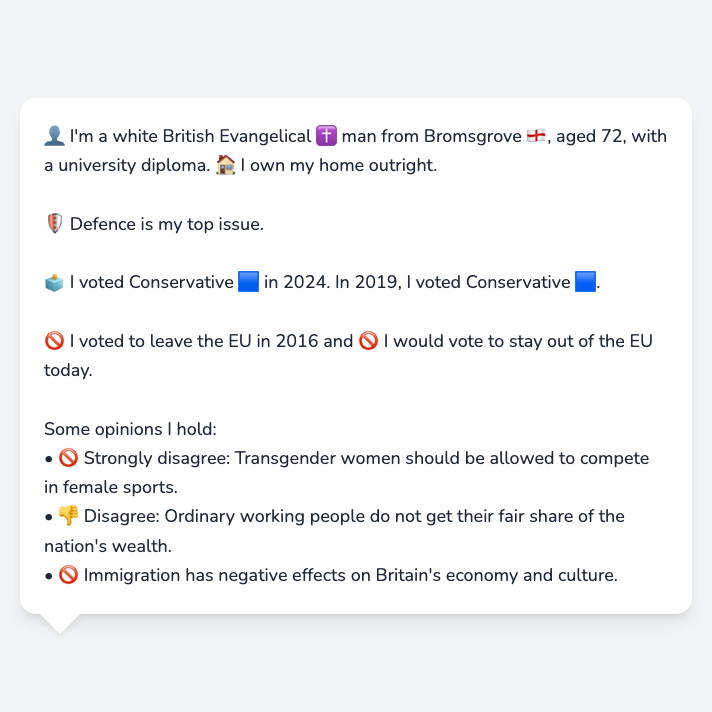 👤 I'm a white British Evangelical ✝️ man from Bromsgrove 🏴󠁧󠁢󠁥󠁮󠁧󠁿, aged 72, with
a university diploma. 🏠 I own my home outright.
🛡️ Defence is my top issue.
🗳️ I voted Conservative 🟦 in 2024. In 2019, I voted Conservative 🟦.
🚫 I voted to leave the EU in 2016 and 🚫 I would vote to stay out of the EU
today.
Some opinions I hold:
• 🚫 Strongly disagree: Transgender women should be allowed to compete
in female sports.
• 👎 Disagree: Ordinary working people do not get their fair share of the
nation's wealth.
• 🚫 Immigration has negative effects on Britain's economy and culture.